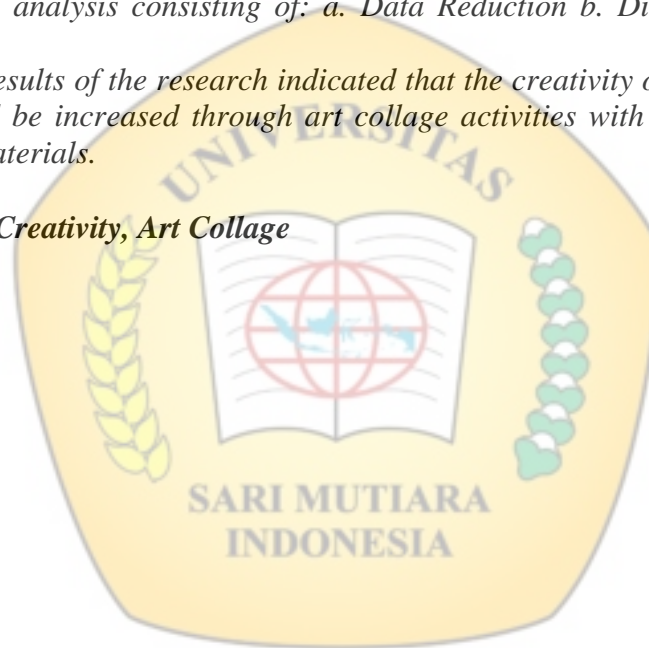 analysis consisting of: a. Data Reduction b. Di
esults of the research indicated that the creativity o
be increased through art collage activities with
aterials.
Creativity, Art Collage
UNIVERSITAS
SARI MUTIARA
INDONESIA